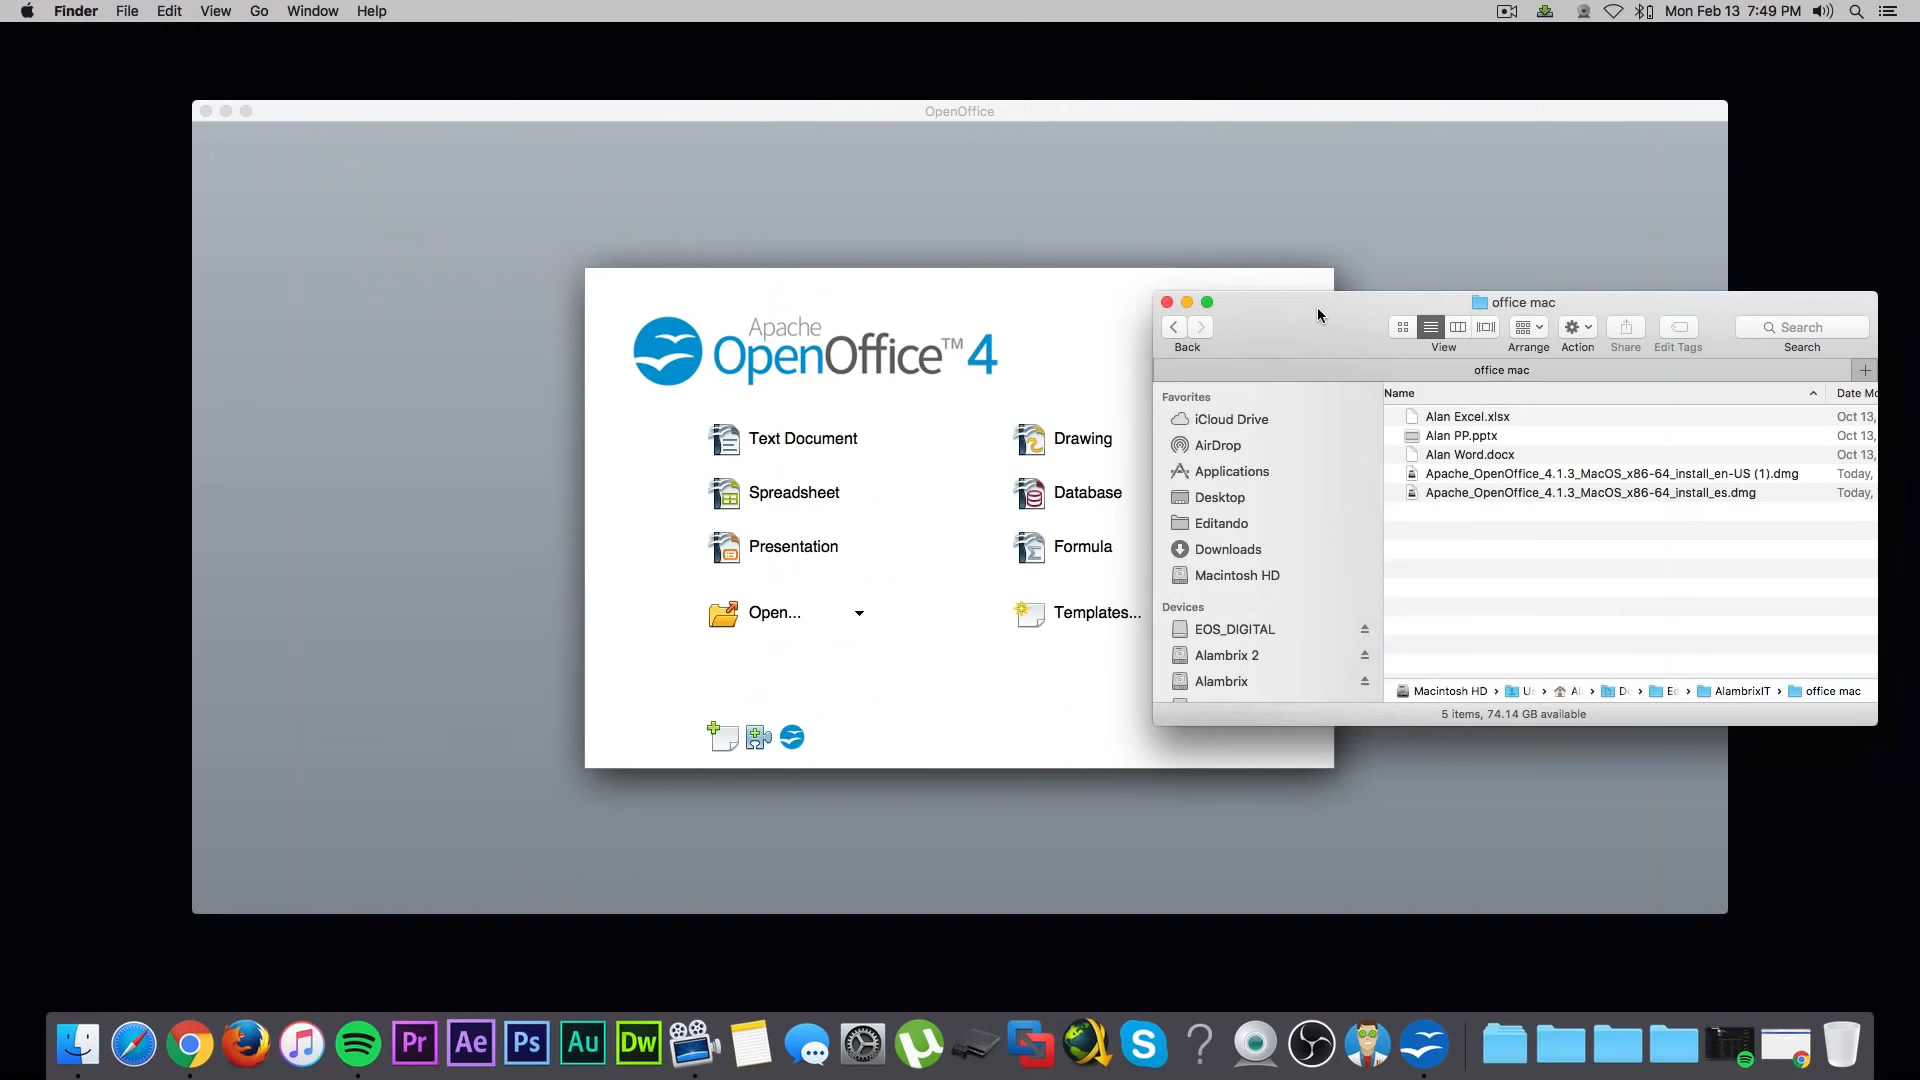 Finder File Edit View Go Window Help
Mon Feb 13 7:49 PM
OpenOffice
Apache
OpenOffice™ 4
Text Document
Drawing
Spreadsheet
Database
Presentation
Formula
Open...
Templates...
office mac
Back
View
Arrange
Action
Share
Edit Tags
Search
Search
office mac
Favorites
iCloud Drive
AirDrop
Applications
Desktop
Editando
Downloads
Macintosh HD
Devices
EOS_DIGITAL
Alambrix 2
Alambrix
Name Date Mo
Alan Excel.xlsx Oct 13,
Alan PP.pptx Oct 13,
Alan Word.docx Oct 13,
Apache_OpenOffice_4.1.3_MacOS_x86-64_install_en-US (1).dmg Today,
Apache_OpenOffice_4.1.3_MacOS_x86-64_install_es.dmg Today,
Macintosh HD › › › › › AlambrixIT › office mac
5 items, 74.14 GB available
Pr Ae Ps Au Dw